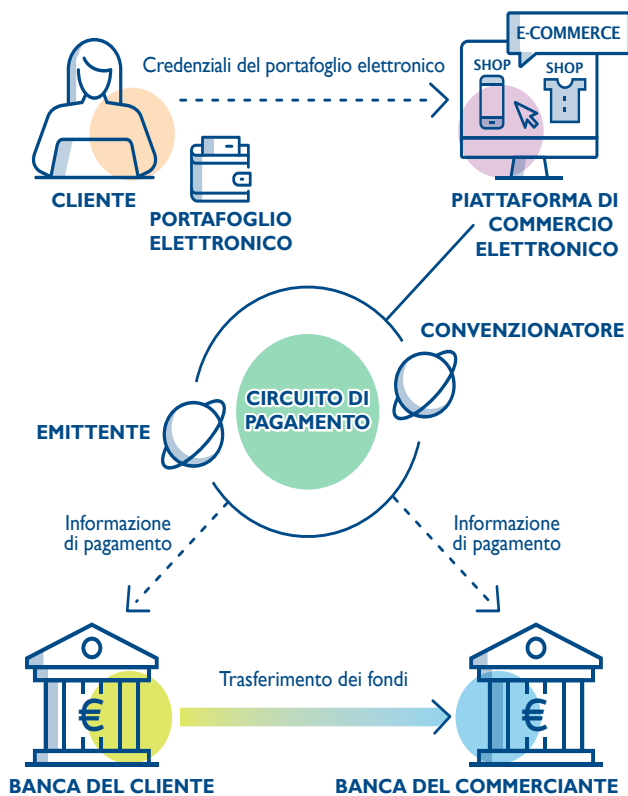 E-COMMERCE
Credenziali del portafoglio elettronico
SHOP
SHOP
CLIENTE
PORTAFOGLIO
ELETTRONICO
PIATTAFORMA DI
COMMERCIO
ELETTRONICO
CONVENZIONATORE
CIRCUITO DI
PAGAMENTO
EMITTENTE
Informazione
di pagamento
Informazione
di pagamento
Trasferimento dei fondi
€
€
BANCA DEL CLIENTE
BANCA DEL COMMERCIANTE